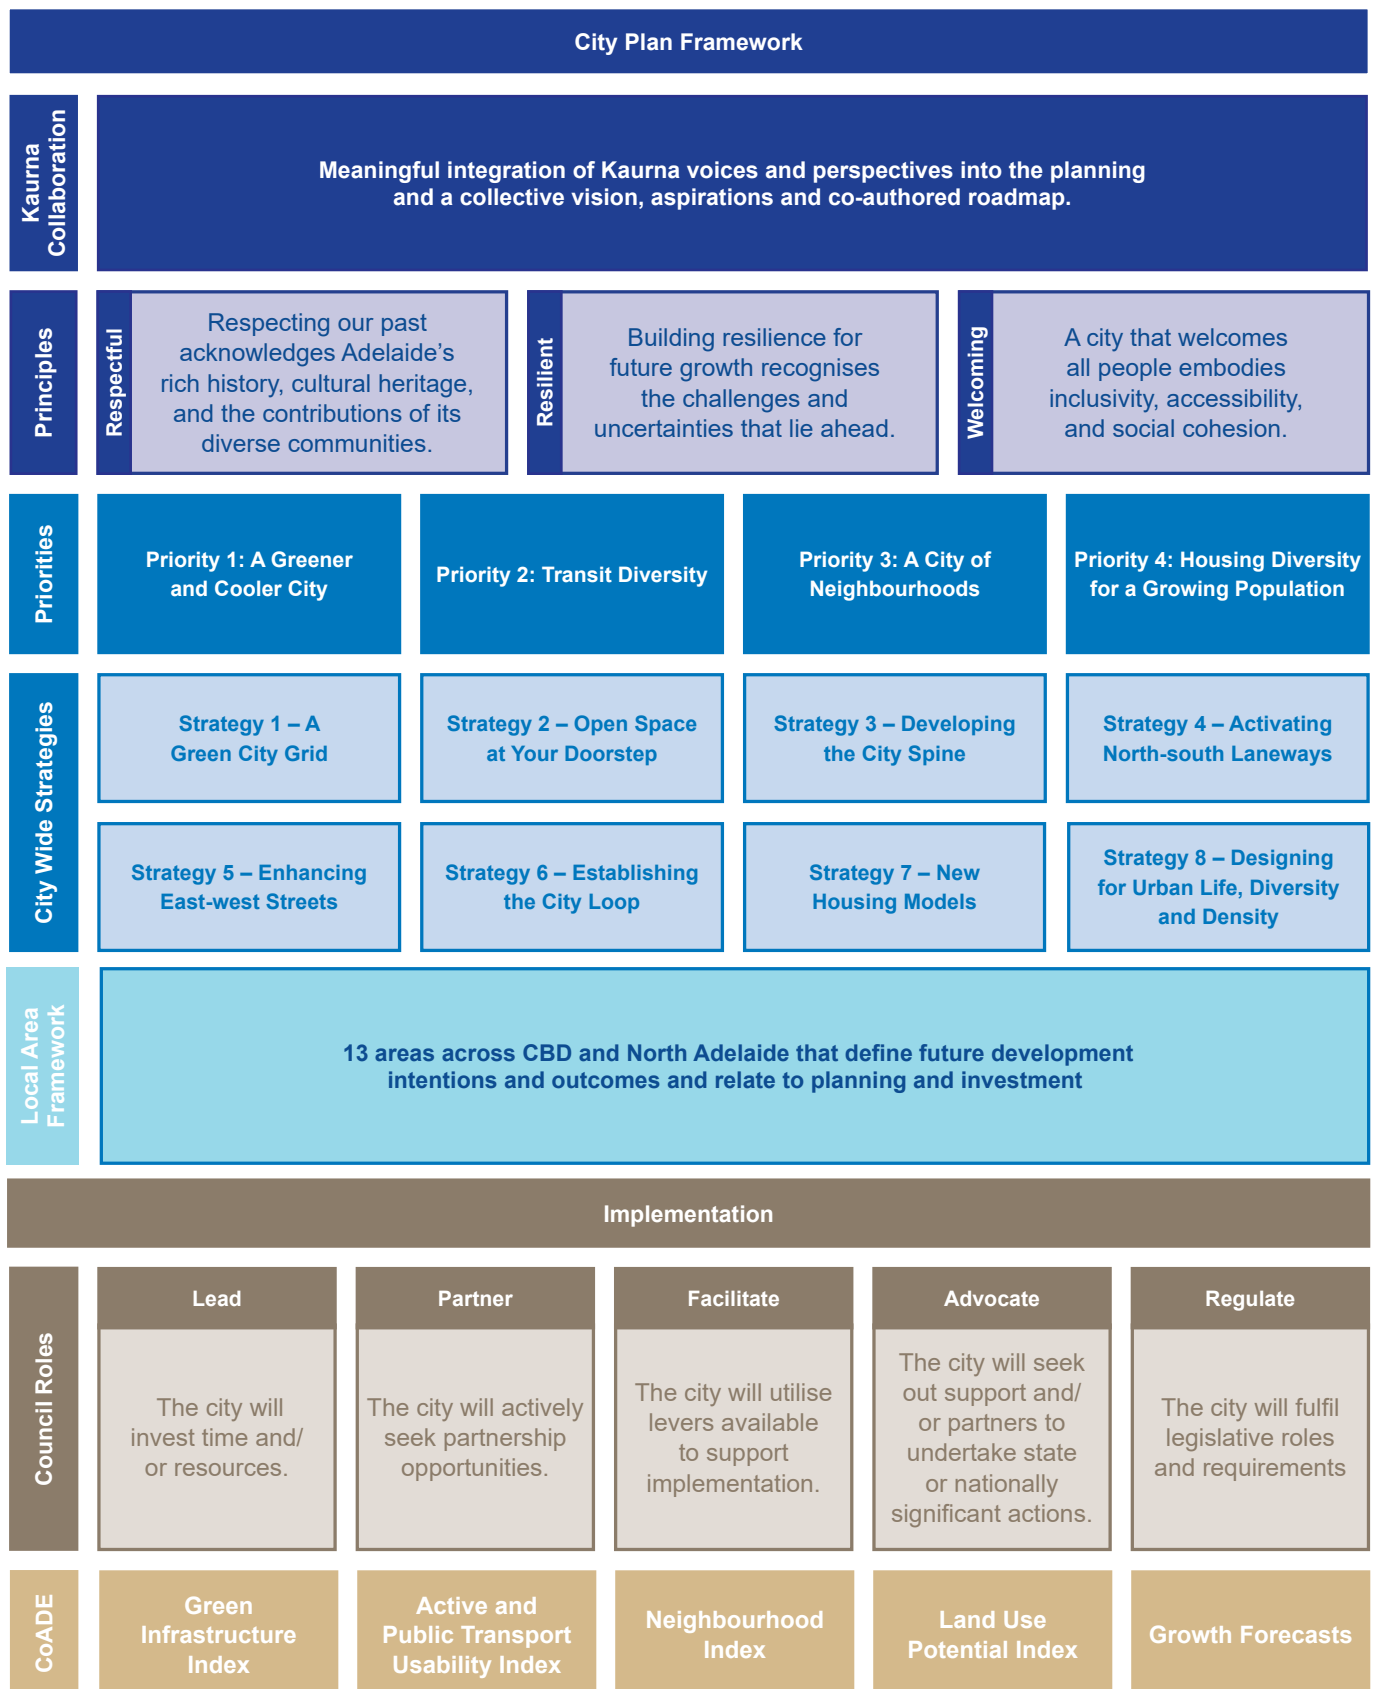 City Plan Framework
Kaurna
Collaboration
Meaningful integration of Kaurna voices and perspectives into the planning
and a collective vision, aspirations and co-authored roadmap.
Principles
Respectful
Respecting our past
acknowledges Adelaide’s
rich history, cultural heritage,
and the contributions of its
diverse communities.
Resilient
Building resilience for
future growth recognises
the challenges and
uncertainties that lie ahead.
Welcoming
A city that welcomes
all people embodies
inclusivity, accessibility,
and social cohesion.
Priorities
Priority 1: A Greener
and Cooler City
Priority 2: Transit Diversity
Priority 3: A City of
Neighbourhoods
Priority 4: Housing Diversity
for a Growing Population
City Wide Strategies
Strategy 1 – A
Green City Grid
Strategy 2 – Open Space
at Your Doorstep
Strategy 3 – Developing
the City Spine
Strategy 4 – Activating
North-south Laneways
Strategy 5 – Enhancing
East-west Streets
Strategy 6 – Establishing
the City Loop
Strategy 7 – New
Housing Models
Strategy 8 – Designing
for Urban Life, Diversity
and Density
Local Area
Framework
13 areas across CBD and North Adelaide that define future development
intentions and outcomes and relate to planning and investment
Implementation
Council Roles
Lead
The city will
invest time and/
or resources.
Partner
The city will actively
seek partnership
opportunities.
Facilitate
The city will utilise
levers available
to support
implementation.
Advocate
The city will seek
out support and/
or partners to
undertake state
or nationally
significant actions.
Regulate
The city will fulfil
legislative roles
and requirements
CoADE
Green
Infrastructure
Index
Active and
Public Transport
Usability Index
Neighbourhood
Index
Land Use
Potential Index
Growth Forecasts